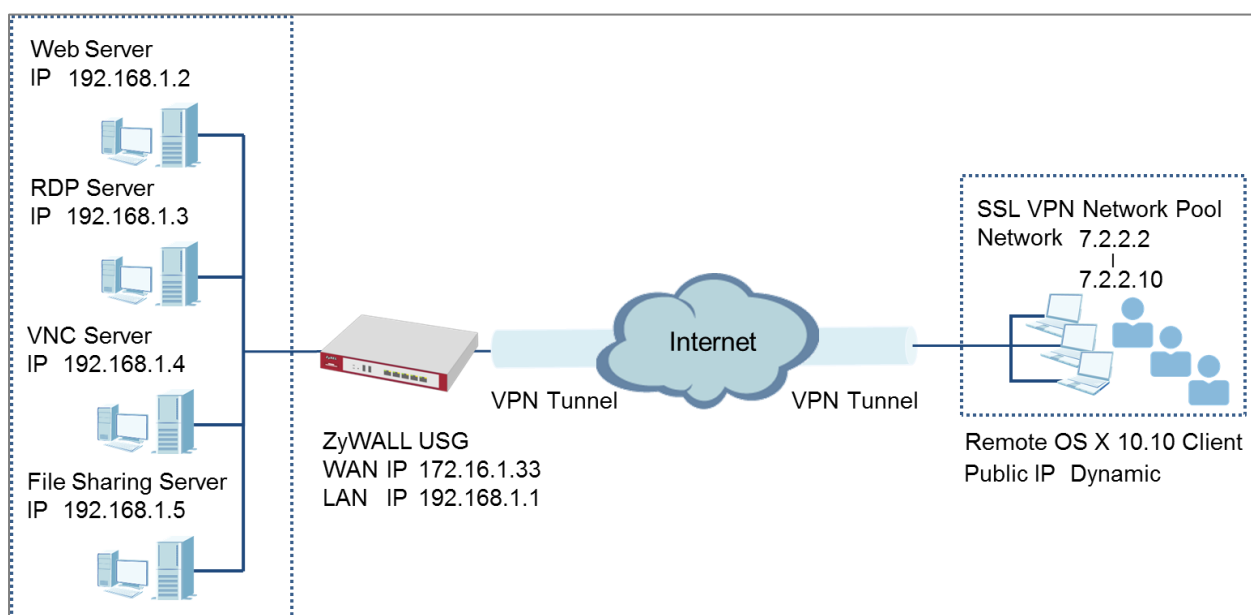 Web Server
IP 192.168.1.2
RDP Server
IP 192.168.1.3
VNC Server
IP 192.168.1.4
File Sharing Server
IP 192.168.1.5
ZyWALL USG
WAN IP 172.16.1.33
LAN IP 192.168.1.1
VPN Tunnel
Internet
VPN Tunnel
SSL VPN Network Pool
Network 7.2.2.2
7.2.2.10
Remote OS X 10.10 Client
Public IP Dynamic